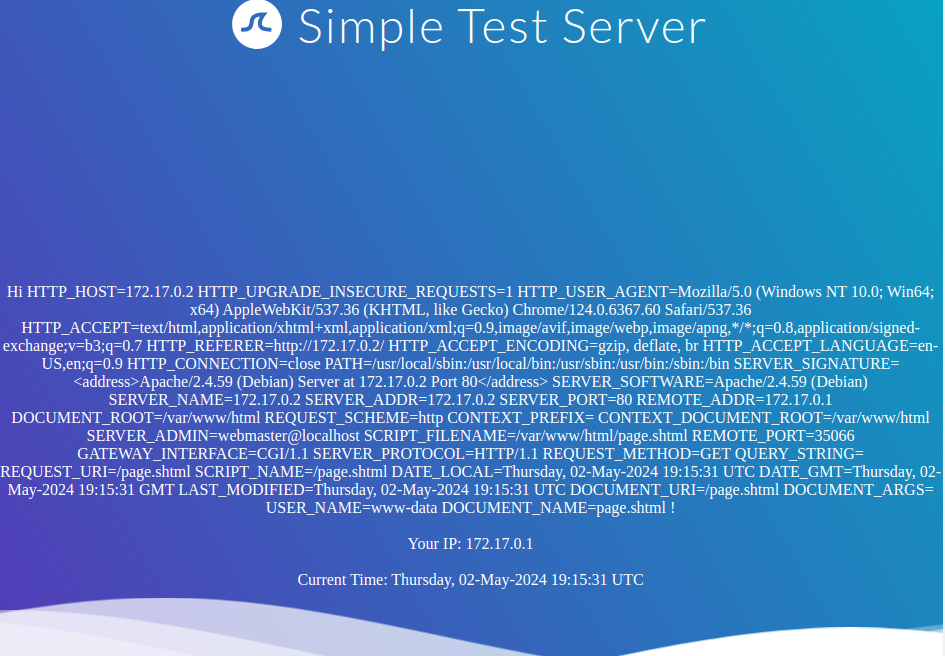 Simple Test Server
Hi HTTP_HOST=172.17.0.2 HTTP_UPGRADE_INSECURE_REQUESTS=1 HTTP_USER_AGENT=Mozilla/5.0 (Windows NT 10.0; Win64;
x64) AppleWebKit/537.36 (KHTML, like Gecko) Chrome/124.0.6367.60 Safari/537.36
HTTP_ACCEPT=text/html,application/xhtml+xml,application/xml;q=0.9,image/avif,image/webp,image/apng,*/*;q=0.8,application/signed-
exchange;v=b3;q=0.7 HTTP_REFERER=http://172.17.0.2/ HTTP_ACCEPT_ENCODING=gzip, deflate, br HTTP_ACCEPT_LANGUAGE=en-
US,en;q=0.9 HTTP_CONNECTION=close PATH=/usr/local/sbin:/usr/local/bin:/usr/sbin:/usr/bin:/sbin:/bin SERVER_SIGNATURE=
<address>Apache/2.4.59 (Debian) Server at 172.17.0.2 Port 80</address> SERVER_SOFTWARE=Apache/2.4.59 (Debian)
SERVER_NAME=172.17.0.2 SERVER_ADDR=172.17.0.2 SERVER_PORT=80 REMOTE_ADDR=172.17.0.1
DOCUMENT_ROOT=/var/www/html REQUEST_SCHEME=http CONTEXT_PREFIX= CONTEXT_DOCUMENT_ROOT=/var/www/html
SERVER_ADMIN=webmaster@localhost SCRIPT_FILENAME=/var/www/html/page.shtml REMOTE_PORT=35066
GATEWAY_INTERFACE=CGI/1.1 SERVER_PROTOCOL=HTTP/1.1 REQUEST_METHOD=GET QUERY_STRING=
REQUEST_URI=/page.shtml SCRIPT_NAME=/page.shtml DATE_LOCAL=Thursday, 02-May-2024 19:15:31 UTC DATE_GMT=Thursday, 02-
May-2024 19:15:31 GMT LAST_MODIFIED=Thursday, 02-May-2024 19:15:31 UTC DOCUMENT_URI=/page.shtml DOCUMENT_ARGS=
USER_NAME=www-data DOCUMENT_NAME=page.shtml !
Your IP: 172.17.0.1
Current Time: Thursday, 02-May-2024 19:15:31 UTC